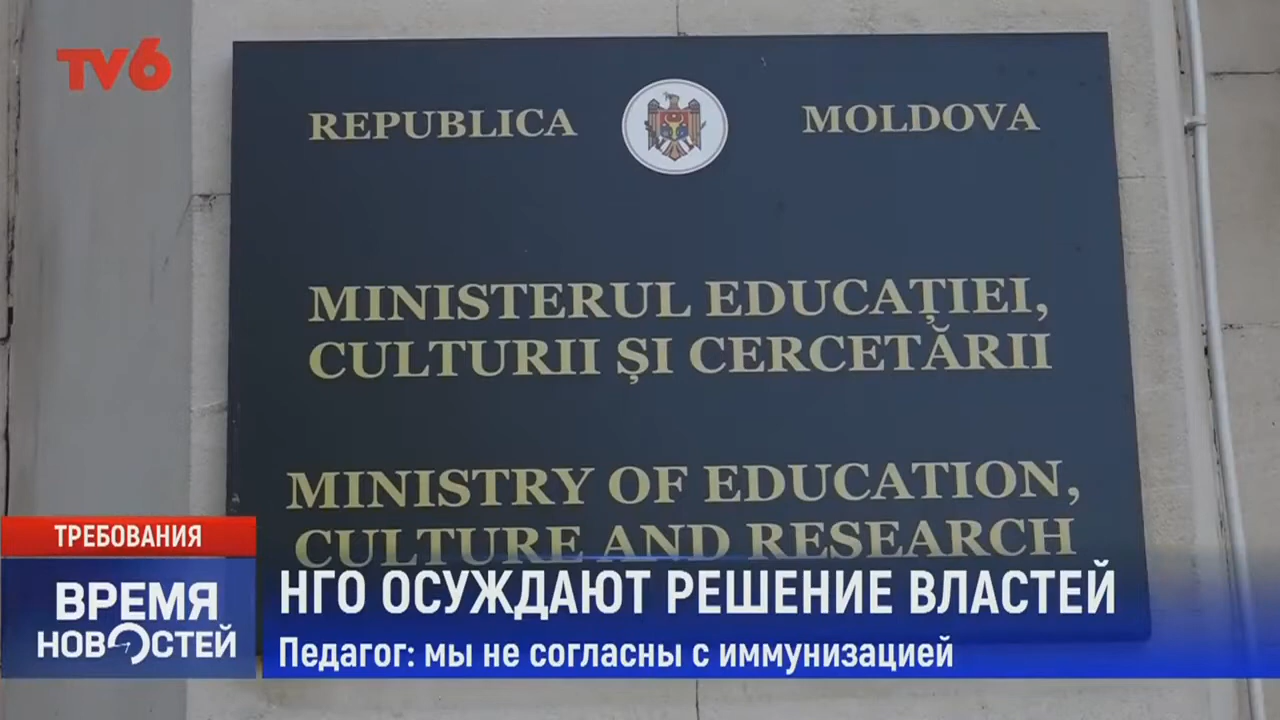 TV6
REPUBLICA MOLDOVA
MINISTERUL EDUCAȚIEI,
CULTURII ȘI CERCETĂRII
MINISTRY OF EDUCATION,
CULTURE AND RESEARCH
ТРЕБОВАНИЯ
ВРЕМЯ
НОВОСТЕЙ
НГО ОСУЖДАЮТ РЕШЕНИЕ ВЛАСТЕЙ
Педагог: мы не согласны с иммунизацией